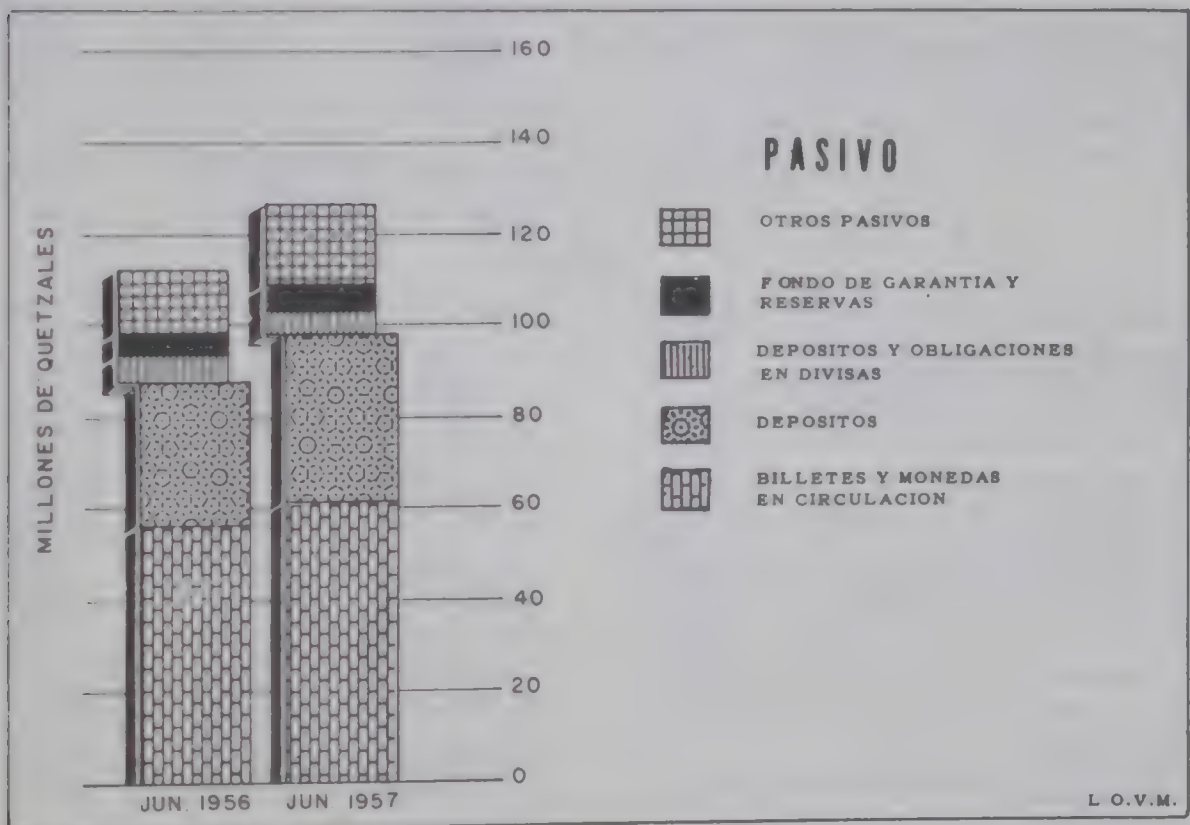 160
140
120
100
80
60
40
20
0
MILLONES DE QUETZALES
JUN. 1956
JUN 1957
PASIVO
OTROS PASIVOS
FONDO DE GARANTIA Y
RESERVAS
DEPOSITOS Y OBLIGACIONES
EN DIVISAS
DEPOSITOS
BILLETES Y MONEDAS
EN CIRCULACION
L O.V.M.